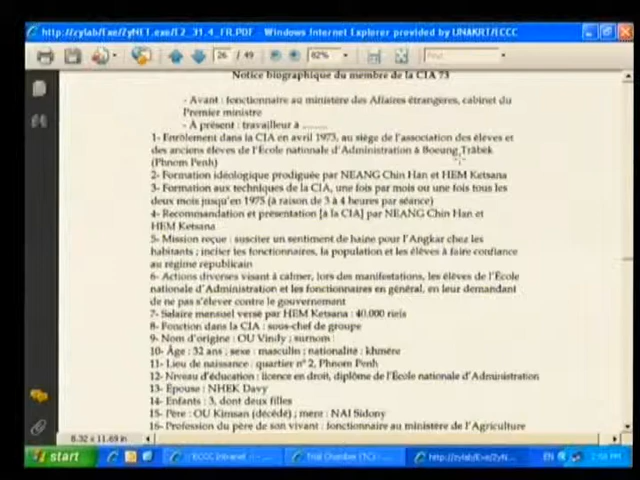 http://zylab/Exe/ZyNET.exe/E2_31.4_FR.PDF - Windows Internet Explorer provided by UNAKRT/ECCC
26 / 49 82% Find
Notice biographique du membre de la CIA 73
- Avant : fonctionnaire au ministère des Affaires étrangères, cabinet du
Premier ministre
- À présent : travailleur à ........
1- Enrôlement dans la CIA en avril 1973, au siège de l'association des élèves et
des anciens élèves de l'École nationale d'Administration à Boeung Trâbek
(Phnom Penh)
2- Formation idéologique prodiguée par NEANG Chin Han et HEM Ketsana
3- Formation aux techniques de la CIA, une fois par mois ou une fois tous les
deux mois jusqu'en 1975 (à raison de 3 à 4 heures par séance)
4- Recommandation et présentation [à la CIA] par NEANG Chin Han et
HEM Ketsana
5- Mission reçue : susciter un sentiment de haine pour l'Angkar chez les
habitants ; inciter les fonctionnaires, la population et les élèves à faire confiance
au régime républicain
6- Actions diverses visant à calmer, lors des manifestations, les élèves de l'École
nationale d'Administration et les fonctionnaires en général, en leur demandant
de ne pas s'élever contre le gouvernement
7- Salaire mensuel versé par HEM Ketsana : 40.000 riels
8- Fonction dans la CIA : sous-chef de groupe
9- Nom d'origine : OU Vindy ; surnom :
10- Âge : 32 ans ; sexe : masculin ; nationalité : khmère
11- Lieu de naissance : quartier n° 2, Phnom Penh
12- Niveau d'éducation : licence en droit, diplôme de l'École nationale d'Administration
13- Épouse : NHEK Davy
14- Enfants : 3, dont deux filles
15- Père : OU Kimsan (décédé) ; mère : NAI Sidony
16- Profession du père de son vivant : fonctionnaire au ministère de l'Agriculture
8.32 x 11.69 in
start ECCC Intranet Trial Chamber (TC) http://zylab/Exe/ZyN... EN